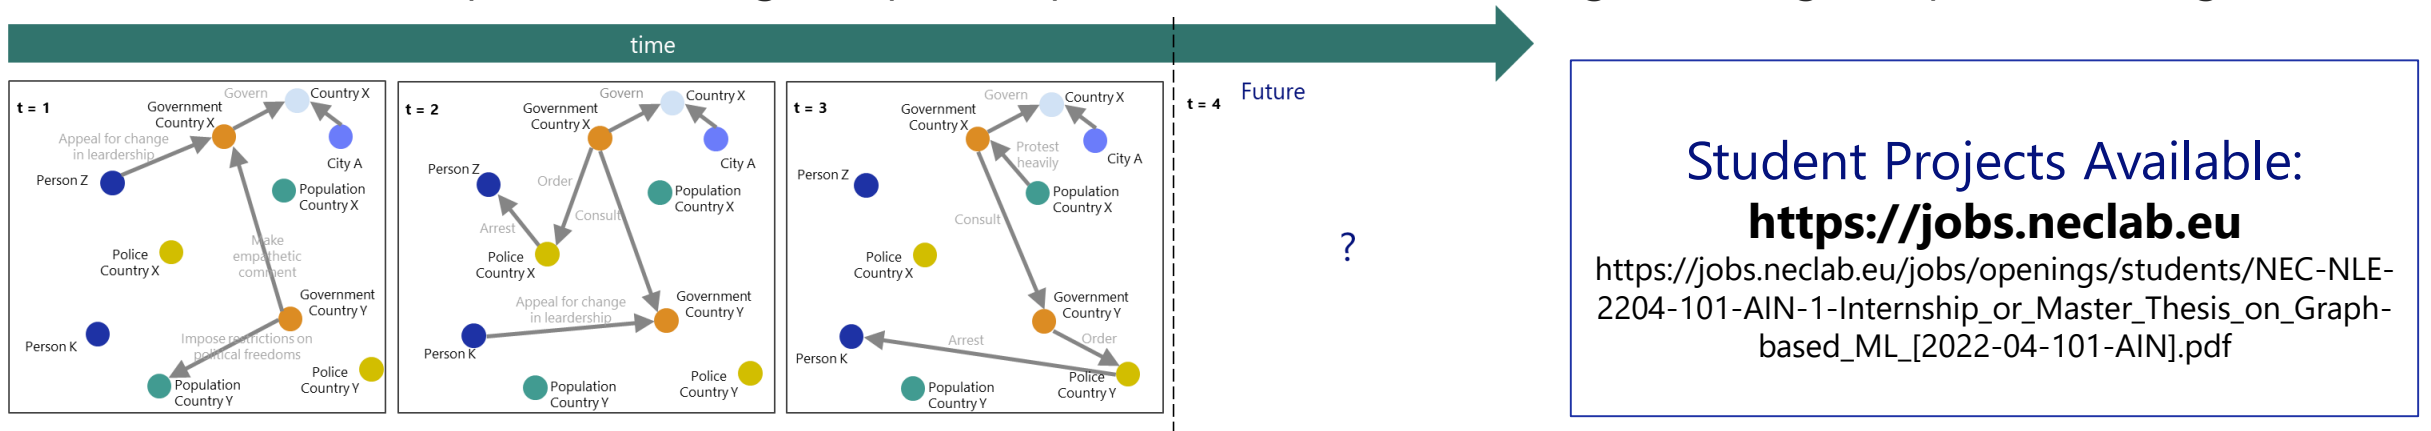 time
t = 1
Govern
Country X
Government
Country X
Appeal for change
in leardership
City A
Person Z
Population
Country X
Make
empathetic
comment
Police
Country X
Government
Country Y
Impose restrictions on
political freedoms
Person K
Police
Country Y
Population
Country Y
t = 2
Govern
Country X
Government
Country X
City A
Person Z
Order
Population
Country X
Consult
Arrest
Police
Country X
Appeal for change
in leardership
Government
Country Y
Person K
Police
Country Y
Population
Country Y
t = 3
Govern
Country X
Government
Country X
Protest
heavily
City A
Person Z
Population
Country X
Consult
Police
Country X
Government
Country Y
Arrest
Order
Person K
Police
Country Y
Population
Country Y
t = 4
Future
?
Student Projects Available:
https://jobs.neclab.eu
https://jobs.neclab.eu/jobs/openings/students/NEC-NLE-
2204-101-AIN-1-Internship_or_Master_Thesis_on_Graph-
based_ML_[2022-04-101-AIN].pdf